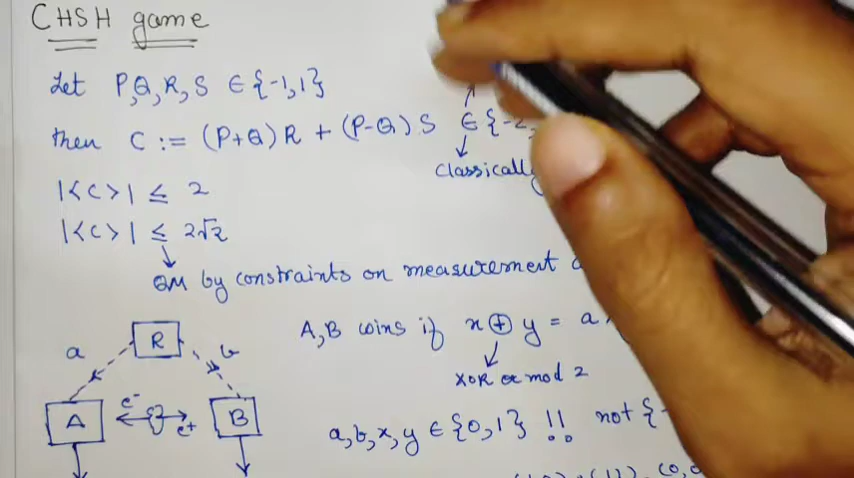 CHSH game
Let P,Q,R,S ∈ {-1,1}
then C := (P+Q)R + (P-Q)S ∈ {-2,
classically
|<C>| ≤ 2
|<C>| ≤ 2√2
QM by constraints on measurement
R
a
b
A, B wins if x ⊕ y = a
XOR or mod 2
A
e-
e+
B
a,b,x,y ∈ {0,1} !! not {-